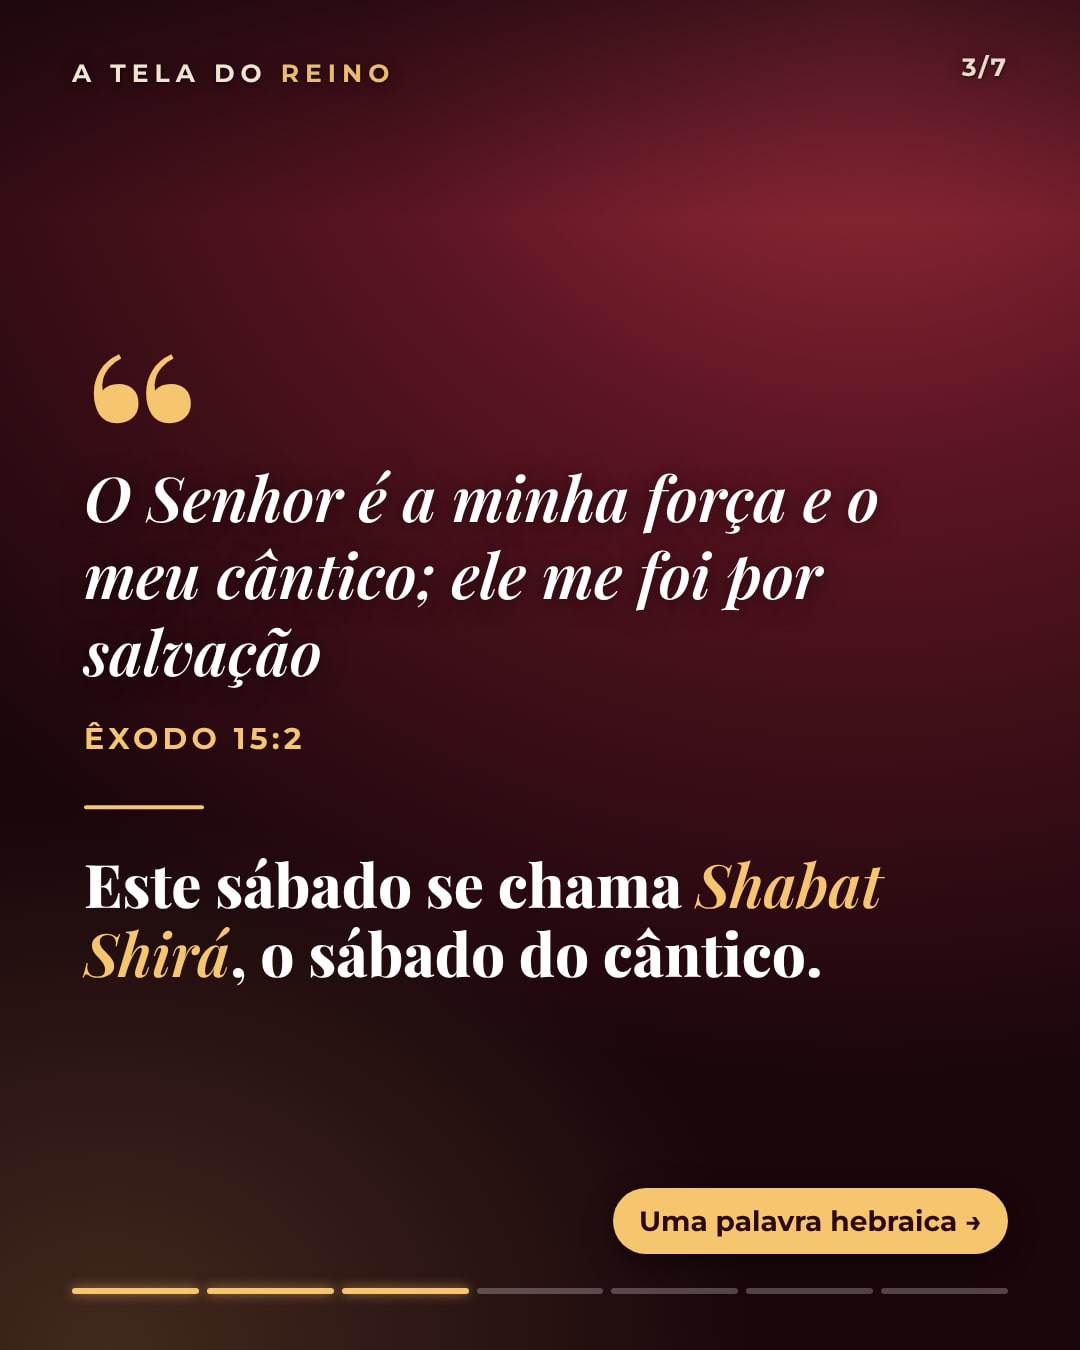 A TELA DO REINO
3/7
“
O Senhor é a minha força e o
meu cântico; ele me foi por
salvação
ÊXODO 15:2
Este sábado se chama Shabat
Shirá, o sábado do cântico.
Uma palavra hebraica →